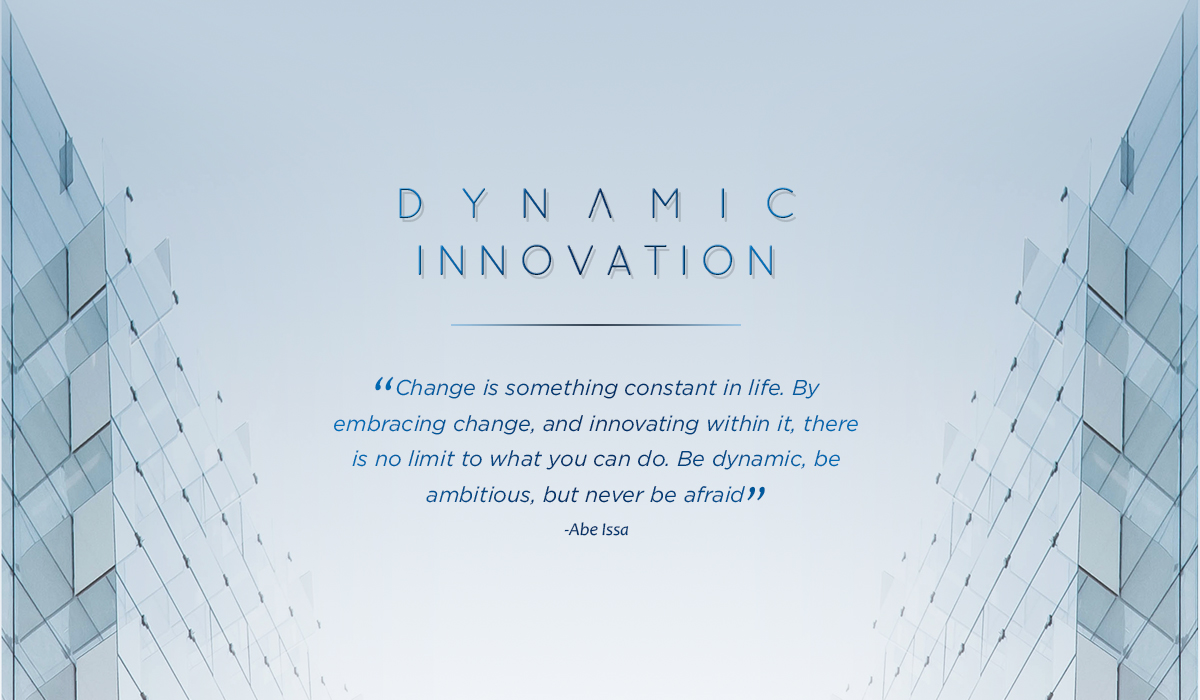 DYNAMIC
INNOVATION
“Change is something constant in life. By
embracing change, and innovating within it, there
is no limit to what you can do. Be dynamic, be
ambitious, but never be afraid”
-Abe Issa